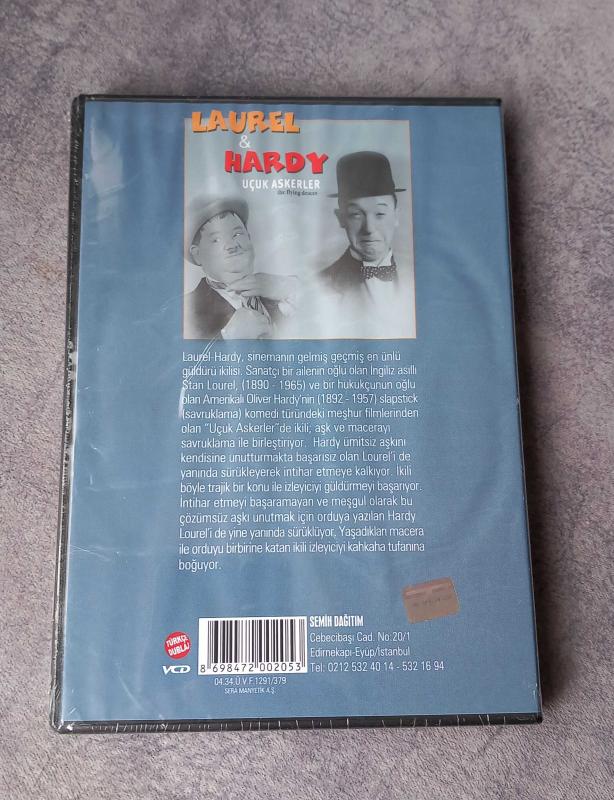 LAUREL
&
HARDY
UÇUK ASKERLER
the flying deuces
Laurel-Hardy, sinemanın gelmiş geçmiş en ünlü
güldürü ikilisi. Sanatçı bir ailenin oğlu olan İngiliz asıllı
Stan Lourel, (1890 - 1965) ve bir hukukçunun oğlu
olan Amerikalı Oliver Hardy'nin (1892 - 1957) slapstick
(savruklama) komedi türündeki meşhur filmlerinden
olan "Uçuk Askerler"de ikili; aşk ve macerayı
savruklama ile birleştiriyor. Hardy ümitsiz aşkını
kendisine unutturmakta başarısız olan Lourel'i de
yanında sürükleyerek intihar etmeye kalkıyor. İkili
böyle trajik bir konu ile izleyiciyi güldürmeyi başarıyor.
İntihar etmeyi başaramayan ve meşgul olarak bu
çözümsüz aşkı unutmak için orduya yazılan Hardy
Lourel'i de yine yanında sürüklüyor, Yaşadıkları macera
ile orduyu birbirine katan ikili izleyiciyi kahkaha tufanına
boğuyor.
TÜRKÇE
DUBLAJ
VCD
8 698472 002053
04.34.Ü.V.F.1291/379
SERA MANYETİK A.Ş.
SEMİH DAĞITIM
Cebecibaşı Cad. No:20/1
Edirnekapı-Eyüp/İstanbul
Tel: 0212 532 40 14 - 532 16 94